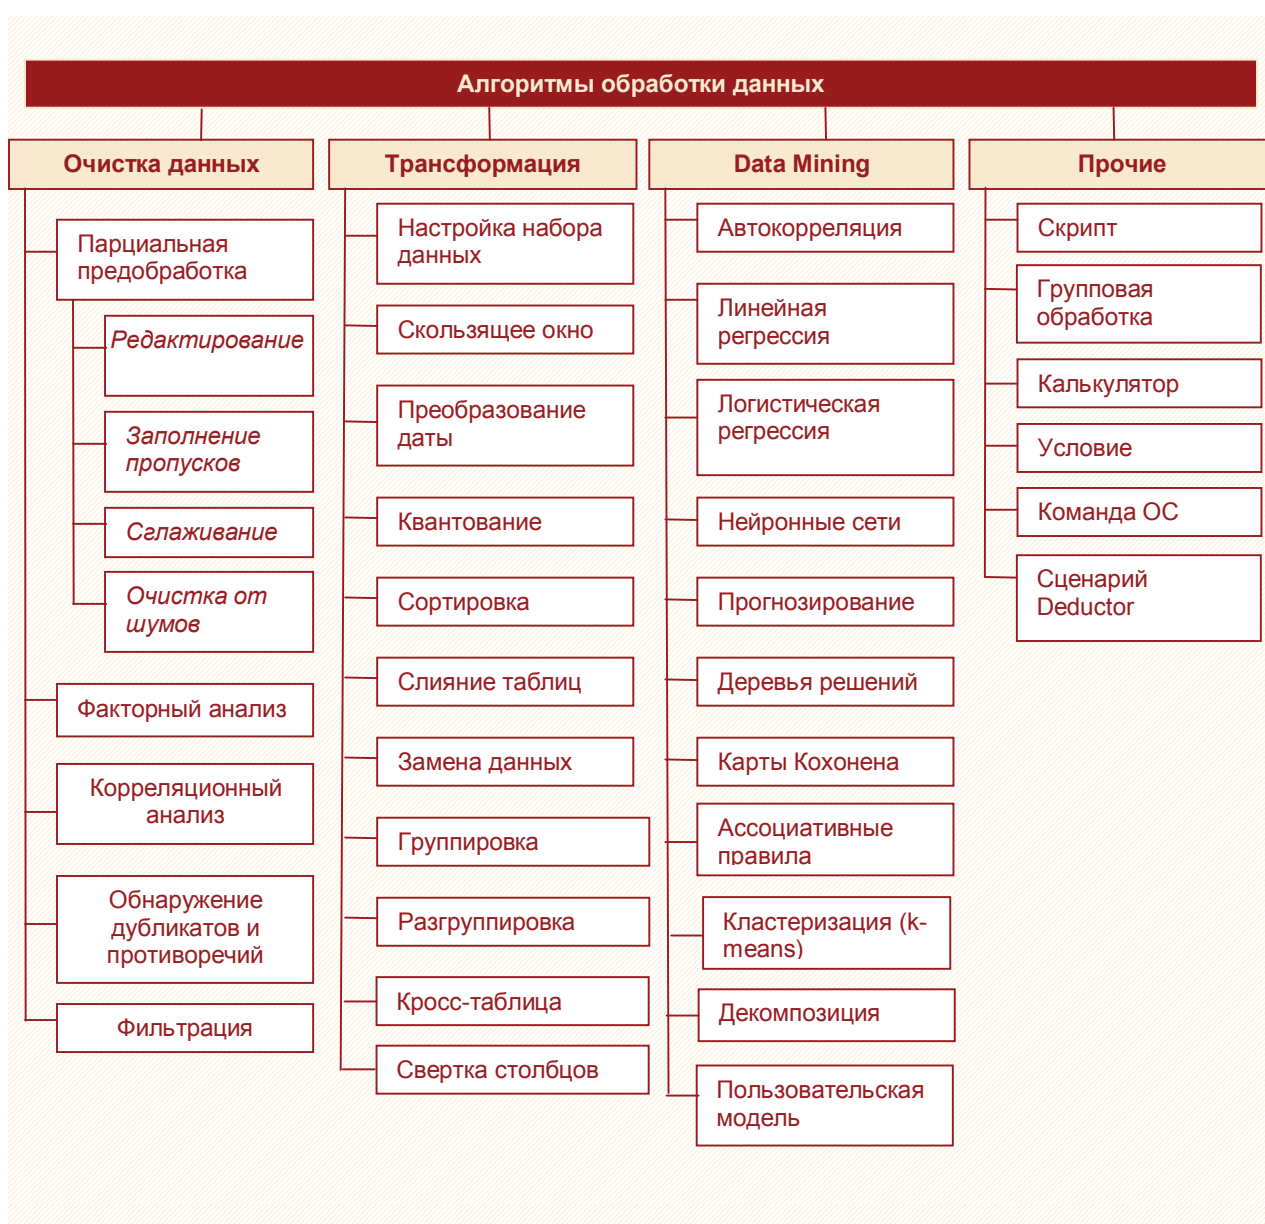 Алгоритмы обработки данных
Очистка данных
Парциальная
предобработка
Редактирование
Заполнение
пропусков
Сглаживание
Очистка от
шумов
Факторный анализ
Корреляционный
анализ
Обнаружение
дубликатов и
противоречий
Фильтрация
Трансформация
Настройка набора
данных
Скользящее окно
Преобразование
даты
Квантование
Сортировка
Слияние таблиц
Замена данных
Группировка
Разгруппировка
Кросс-таблица
Свертка столбцов
Data Mining
Автокорреляция
Линейная
регрессия
Логистическая
регрессия
Нейронные сети
Прогнозирование
Деревья решений
Карты Кохонена
Ассоциативные
правила
Кластеризация (k-
means)
Декомпозиция
Пользовательская
модель
Прочие
Скрипт
Групповая
обработка
Калькулятор
Условие
Команда ОС
Сценарий
Deductor